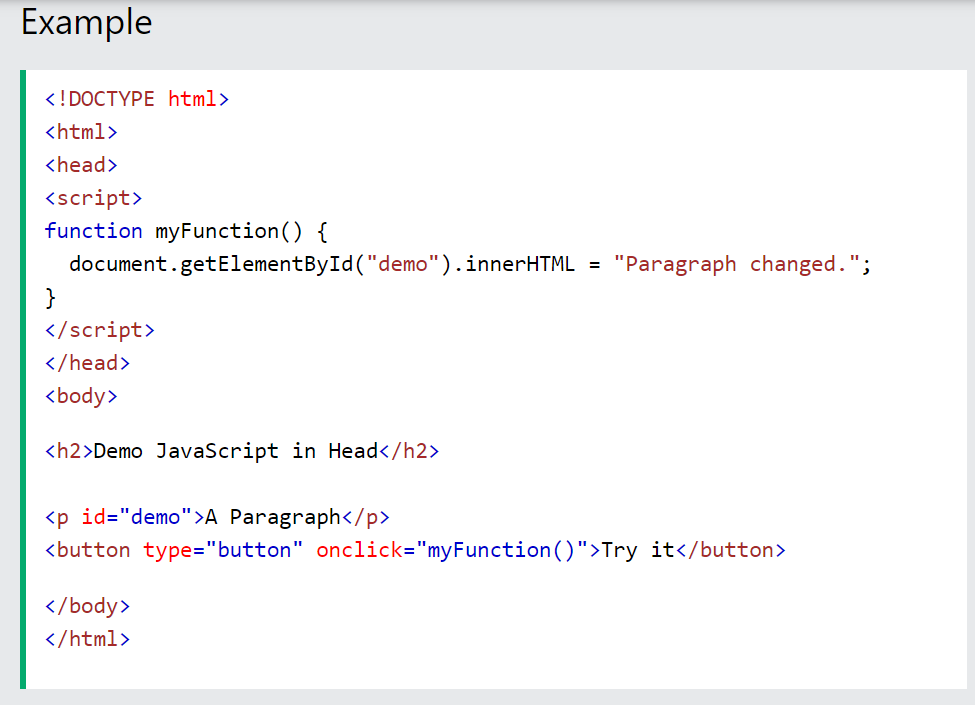 Example
<!DOCTYPE html>
<html>
<head>
<script>
function myFunction() {
  document.getElementById("demo").innerHTML = "Paragraph changed.";
}
</script>
</head>
<body>
<h2>Demo JavaScript in Head</h2>
<p id="demo">A Paragraph</p>
<button type="button" onclick="myFunction()">Try it</button>
</body>
</html>